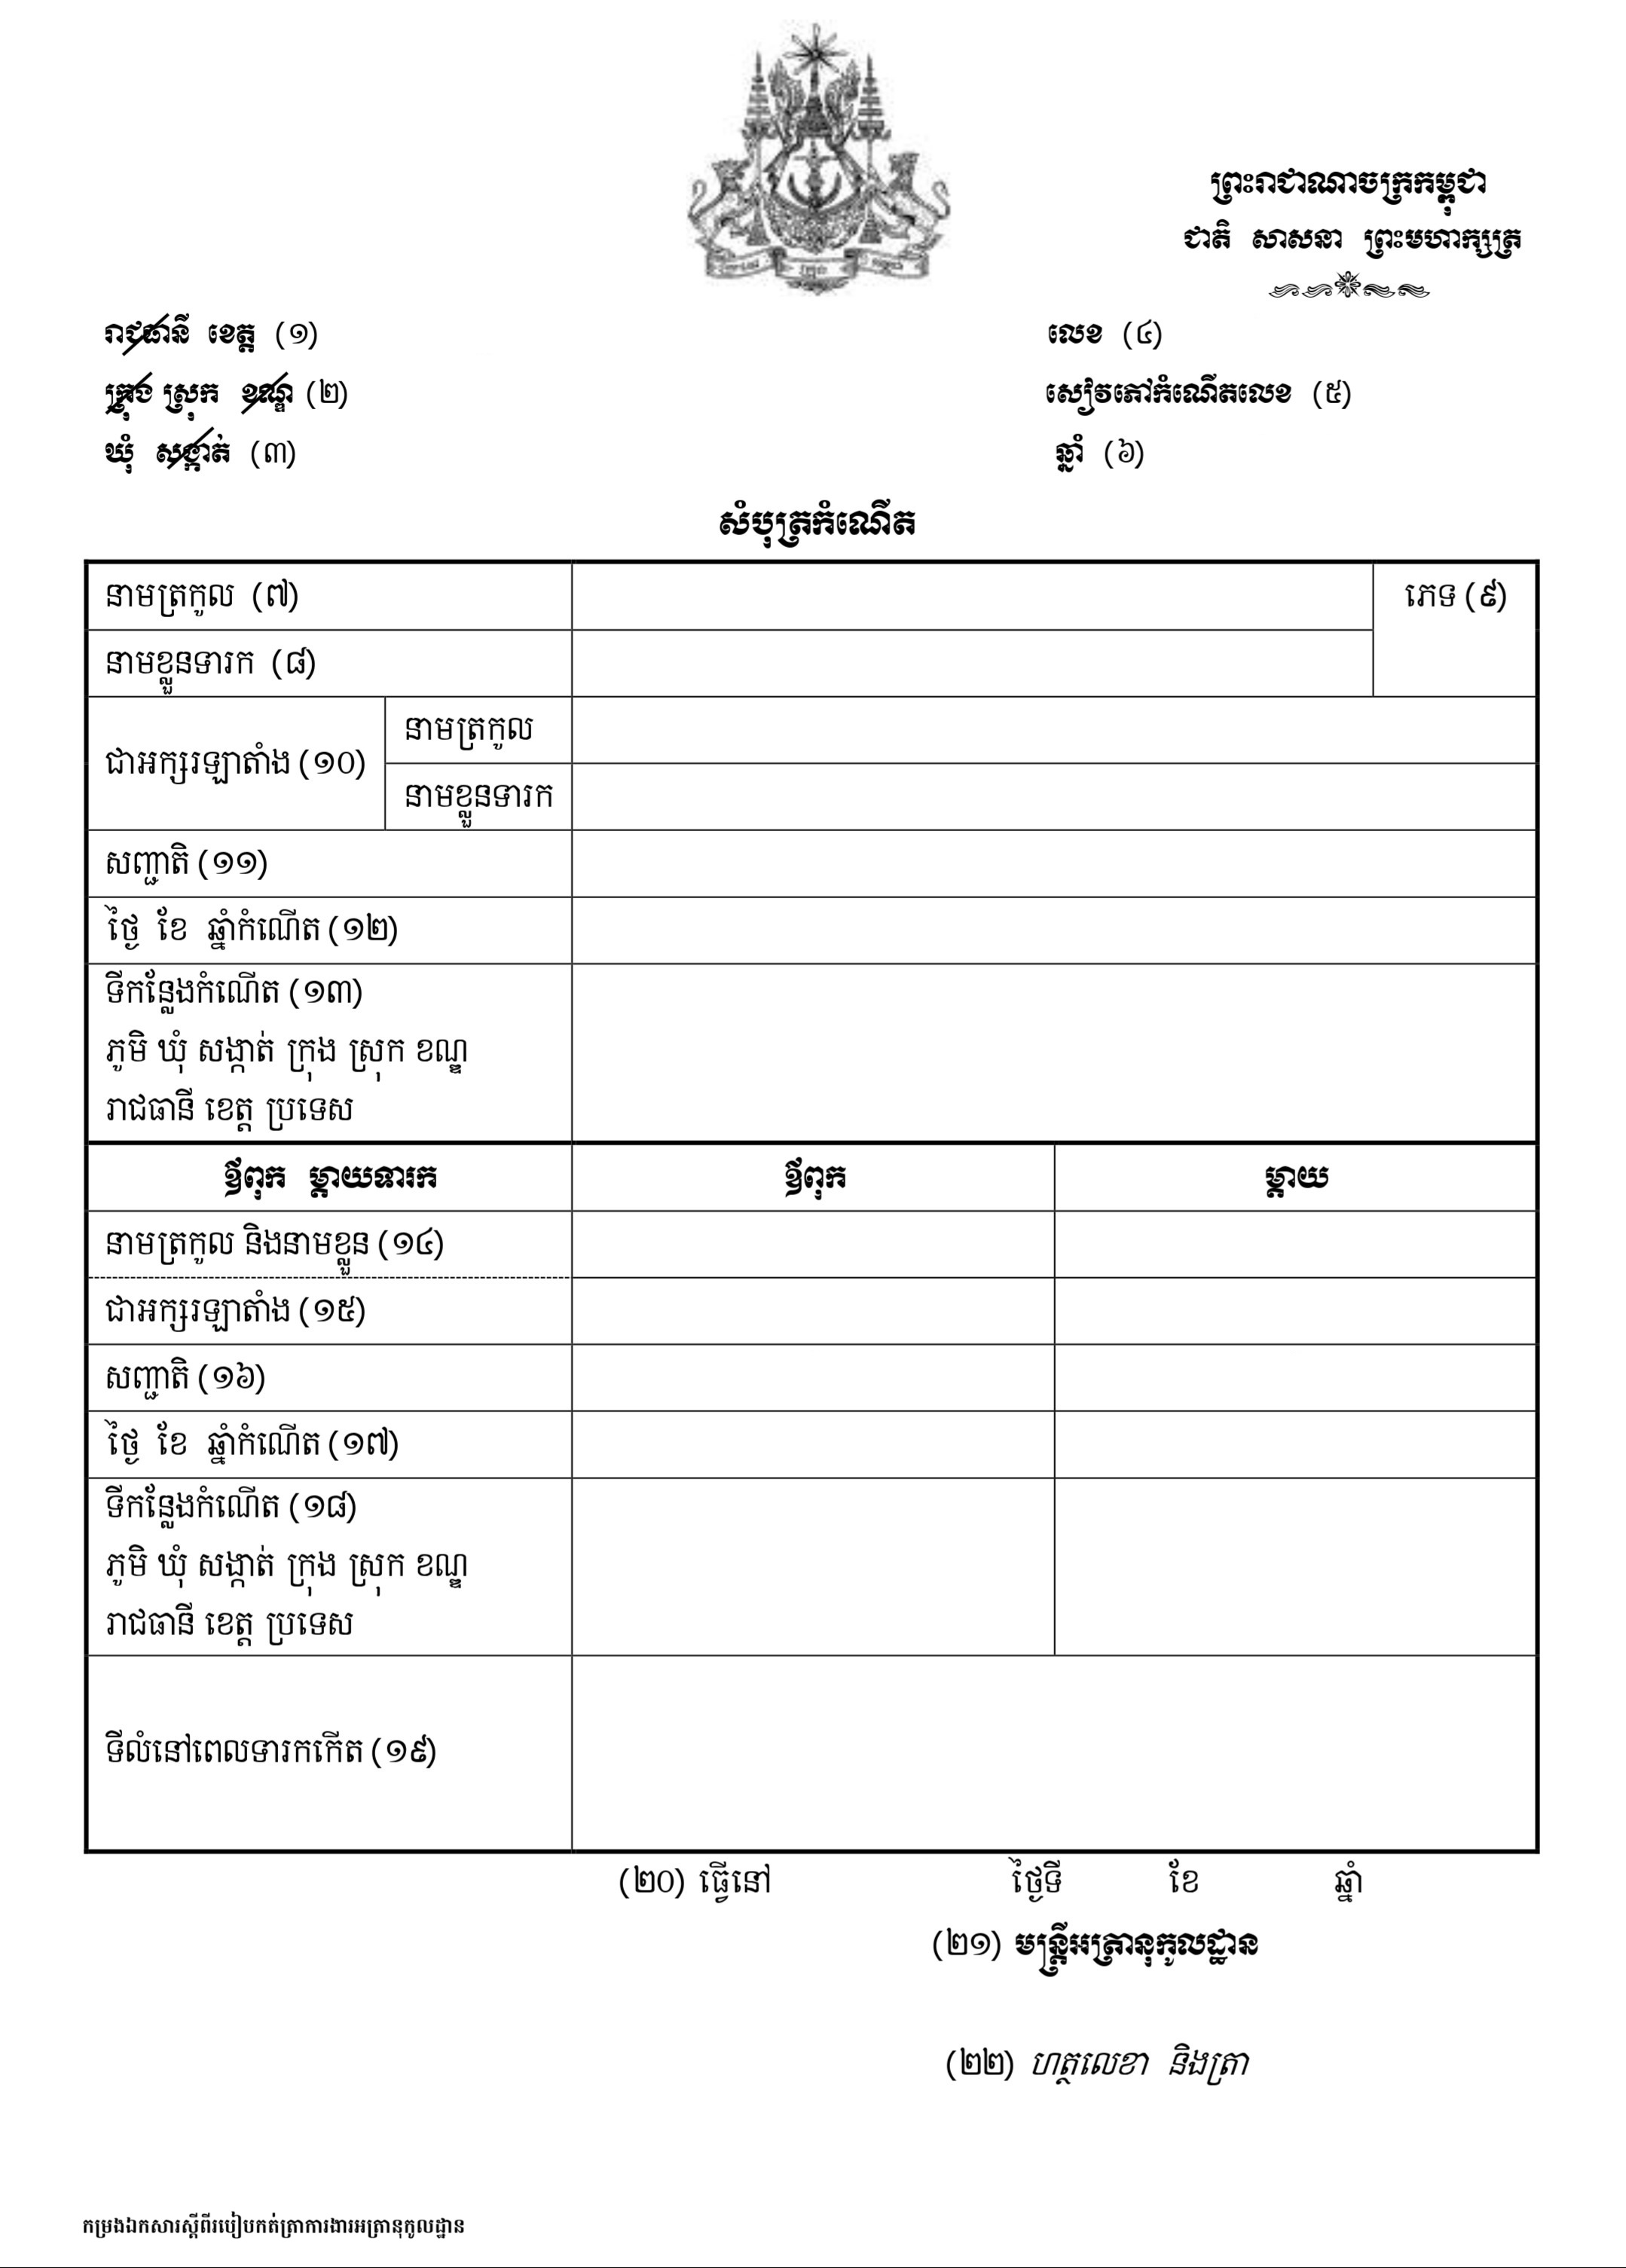 ព្រះរាជាណាចក្រកម្ពុជា
ជាតិ សាសនា ព្រះមហាក្សត្រ
រាជធានី ខេត្ត (១)
ក្រុង ស្រុក ខណ្ឌ (២)
ឃុំ សង្កាត់ (៣)
លេខ (៤)
សៀវភៅកំណើតលេខ (៥)
ឆ្នាំ (៦)
សំបុត្រកំណើត
នាមត្រកូល (៧)
ភេទ (៩)
នាមខ្លួនទារក (៨)
ជាអក្សរឡាតាំង (១០)
នាមត្រកូល
នាមខ្លួនទារក
សញ្ជាតិ (១១)
ថ្ងៃ ខែ ឆ្នាំកំណើត (១២)
ទីកន្លែងកំណើត (១៣)
ភូមិ ឃុំ សង្កាត់ ក្រុង ស្រុក ខណ្ឌ
រាជធានី ខេត្ត ប្រទេស
ឪពុក ម្តាយទារក
ឪពុក
ម្តាយ
នាមត្រកូល និងនាមខ្លួន (១៤)
ជាអក្សរឡាតាំង (១៥)
សញ្ជាតិ (១៦)
ថ្ងៃ ខែ ឆ្នាំកំណើត (១៧)
ទីកន្លែងកំណើត (១៨)
ភូមិ ឃុំ សង្កាត់ ក្រុង ស្រុក ខណ្ឌ
រាជធានី ខេត្ត ប្រទេស
ទីលំនៅពេលទារកកើត (១៩)
(២០) ធ្វើនៅ ថ្ងៃទី ខែ ឆ្នាំ
(២១) មន្ត្រីអត្រានុកូលដ្ឋាន
(២២) ហត្ថលេខា និងត្រា
កម្រងឯកសារស្តីពីរបៀបកត់ត្រាការងារអត្រានុកូលដ្ឋាន